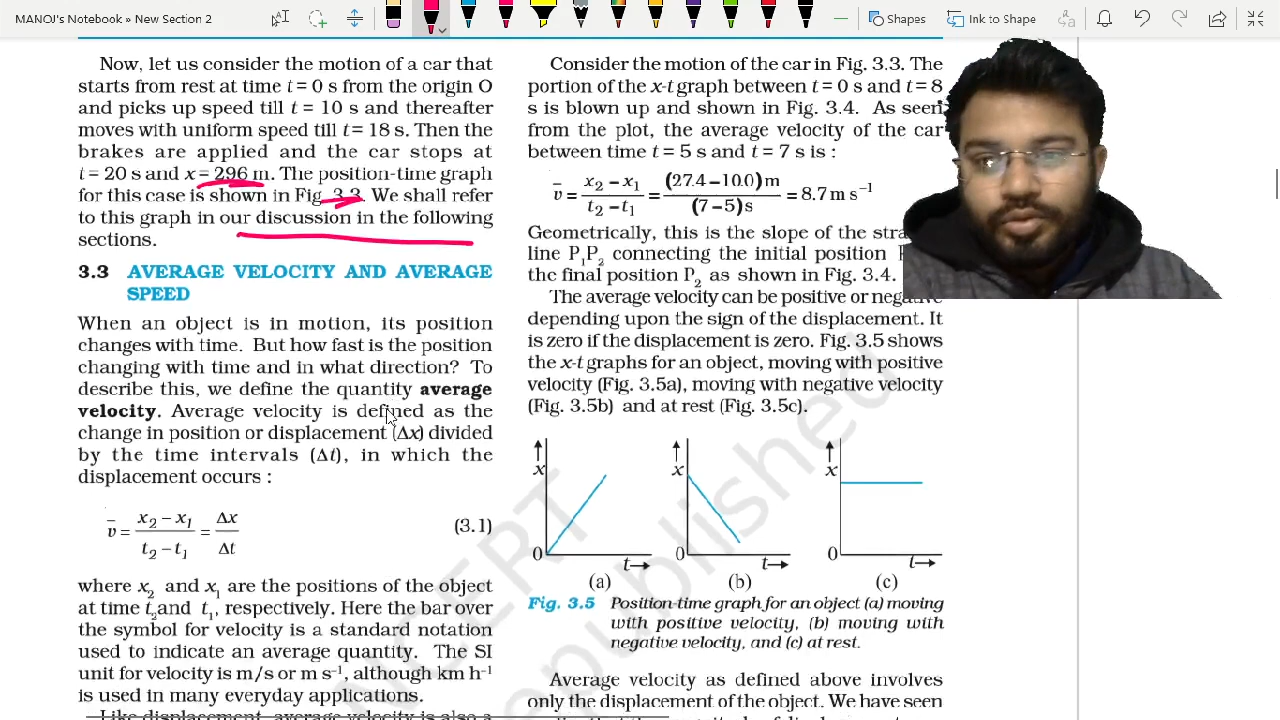 MANOJ's Notebook » New Section 2
Shapes
Ink to Shape
Now, let us consider the motion of a car that
starts from rest at time t = 0 s from the origin O
and picks up speed till t = 10 s and thereafter
moves with uniform speed till t = 18 s. Then the
brakes are applied and the car stops at
t = 20 s and x = 296 m. The position-time graph
for this case is shown in Fig. 3.3. We shall refer
to this graph in our discussion in the following
sections.
3.3 AVERAGE VELOCITY AND AVERAGE
SPEED
When an object is in motion, its position
changes with time. But how fast is the position
changing with time and in what direction? To
describe this, we define the quantity average
velocity. Average velocity is defined as the
change in position or displacement (Δx) divided
by the time intervals (Δt), in which the
displacement occurs :
v̄ = (x₂ – x₁)/(t₂ – t₁) = Δx/Δt (3.1)
where x₂ and x₁ are the positions of the object
at time t₂ and t₁, respectively. Here the bar over
the symbol for velocity is a standard notation
used to indicate an average quantity. The SI
unit for velocity is m/s or m s⁻¹, although km h⁻¹
is used in many everyday applications.
Like displacement, average velocity is also a
Consider the motion of the car in Fig. 3.3. The
portion of the x-t graph between t = 0 s and t = 8
s is blown up and shown in Fig. 3.4. As seen
from the plot, the average velocity of the car
between time t = 5 s and t = 7 s is :
v̄ = (x₂ – x₁)/(t₂ – t₁) = (27.4 – 10.0) m/(7 – 5) s = 8.7 m s⁻¹
Geometrically, this is the slope of the
line P₁P₂ connecting the initial position
the final position P₂ as shown in Fig. 3.4.
The average velocity can be positive or negative
depending upon the sign of the displacement. It
is zero if the displacement is zero. Fig. 3.5 shows
the x-t graphs for an object, moving with positive
velocity (Fig. 3.5a), moving with negative velocity
(Fig. 3.5b) and at rest (Fig. 3.5c).
x x x
0 t→ 0 t→ 0 t→
(a) (b) (c)
Fig. 3.5 Position-time graph for an object (a) moving
with positive velocity, (b) moving with
negative velocity, and (c) at rest.
Average velocity as defined above involves
only the displacement of the object. We have seen
NCERT
republished